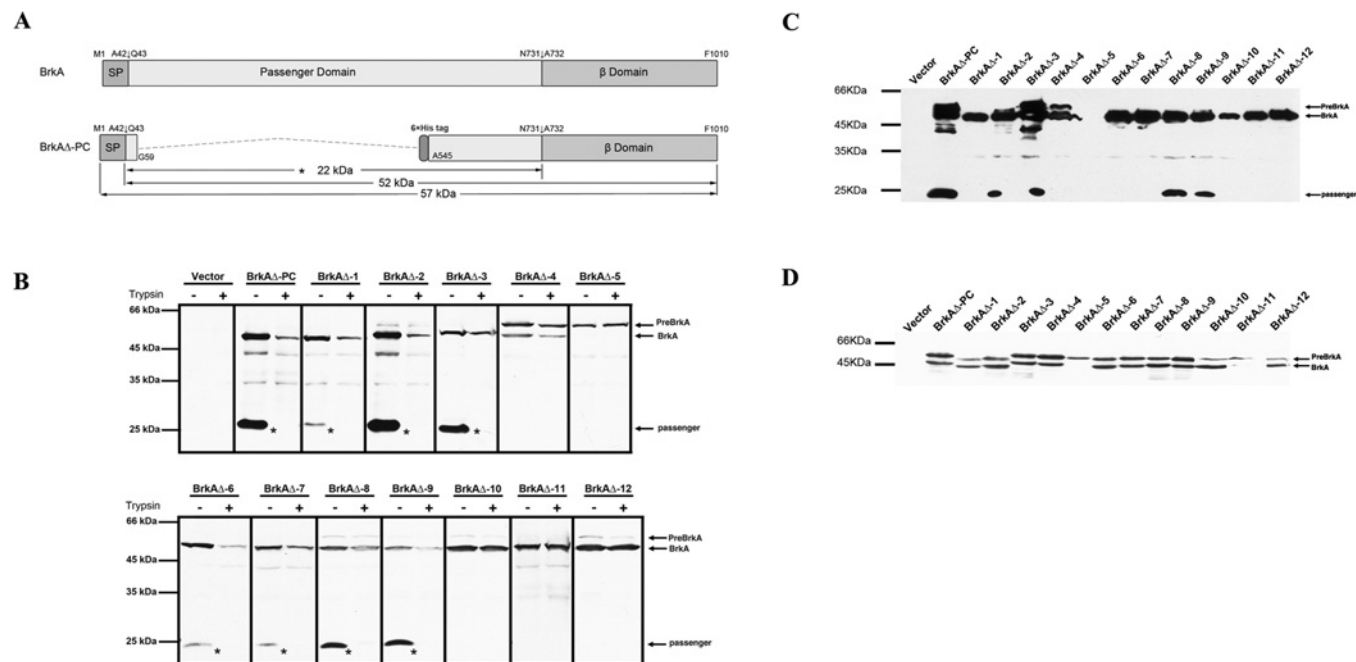 A
M1 A42↓Q43 N731↓A732 F1010
BrkA SP Passenger Domain β Domain
M1 A42↓Q43 6×His tag N731↓A732 F1010
BrkAΔ-PC SP G59 A545 β Domain
* 22 kDa
52 kDa
57 kDa
B
Vector BrkAΔ-PC BrkAΔ-1 BrkAΔ-2 BrkAΔ-3 BrkAΔ-4 BrkAΔ-5
Trypsin - + - + - + - + - + - + - +
66 kDa
PreBrkA
BrkA
45 kDa
35 kDa
25 kDa
* * * *
passenger
BrkAΔ-6 BrkAΔ-7 BrkAΔ-8 BrkAΔ-9 BrkAΔ-10 BrkAΔ-11 BrkAΔ-12
Trypsin - + - + - + - + - + - + - +
66 kDa
PreBrkA
BrkA
45 kDa
35 kDa
25 kDa
* * * *
passenger
C
Vector BrkAΔ-PC BrkAΔ-1 BrkAΔ-2 BrkAΔ-3 BrkAΔ-4 BrkAΔ-5 BrkAΔ-6 BrkAΔ-7 BrkAΔ-8 BrkAΔ-9 BrkAΔ-10 BrkAΔ-11 BrkAΔ-12
66KDa
PreBrkA
BrkA
45KDa
35KDa
25KDa
passenger
D
Vector BrkAΔ-PC BrkAΔ-1 BrkAΔ-2 BrkAΔ-3 BrkAΔ-4 BrkAΔ-5 BrkAΔ-6 BrkAΔ-7 BrkAΔ-8 BrkAΔ-9 BrkAΔ-10 BrkAΔ-11 BrkAΔ-12
66KDa
PreBrkA
45KDa
BrkA